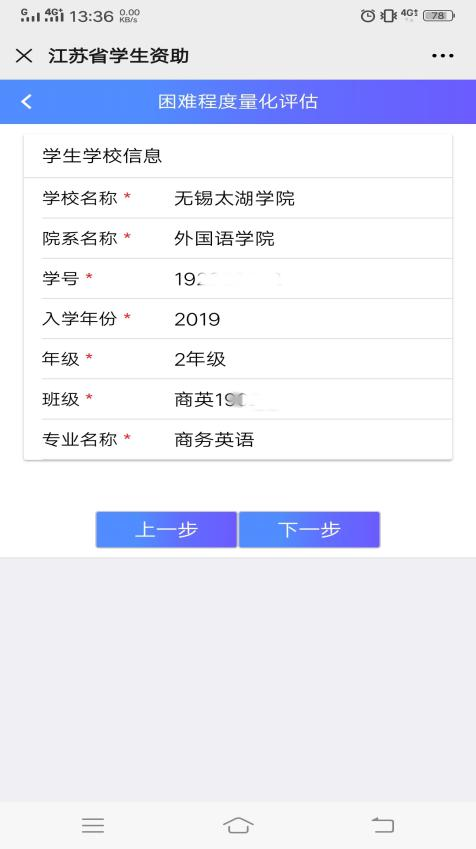 G 4G+ 13:36 0.00 KB/s 4G+ 78
江苏省学生资助
困难程度量化评估
学生学校信息
学校名称 * 无锡太湖学院
院系名称 * 外国语学院
学号 * 19
入学年份 * 2019
年级 * 2年级
班级 * 商英19
专业名称 * 商务英语
上一步 下一步